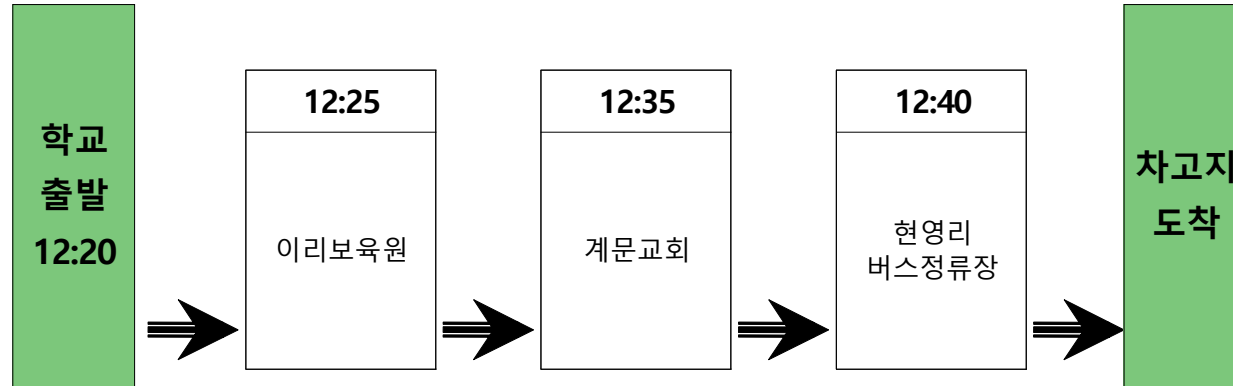 학교
출발
12:20
12:25
이리보육원
12:35
계문교회
12:40
현영리
버스정류장
차고지
도착